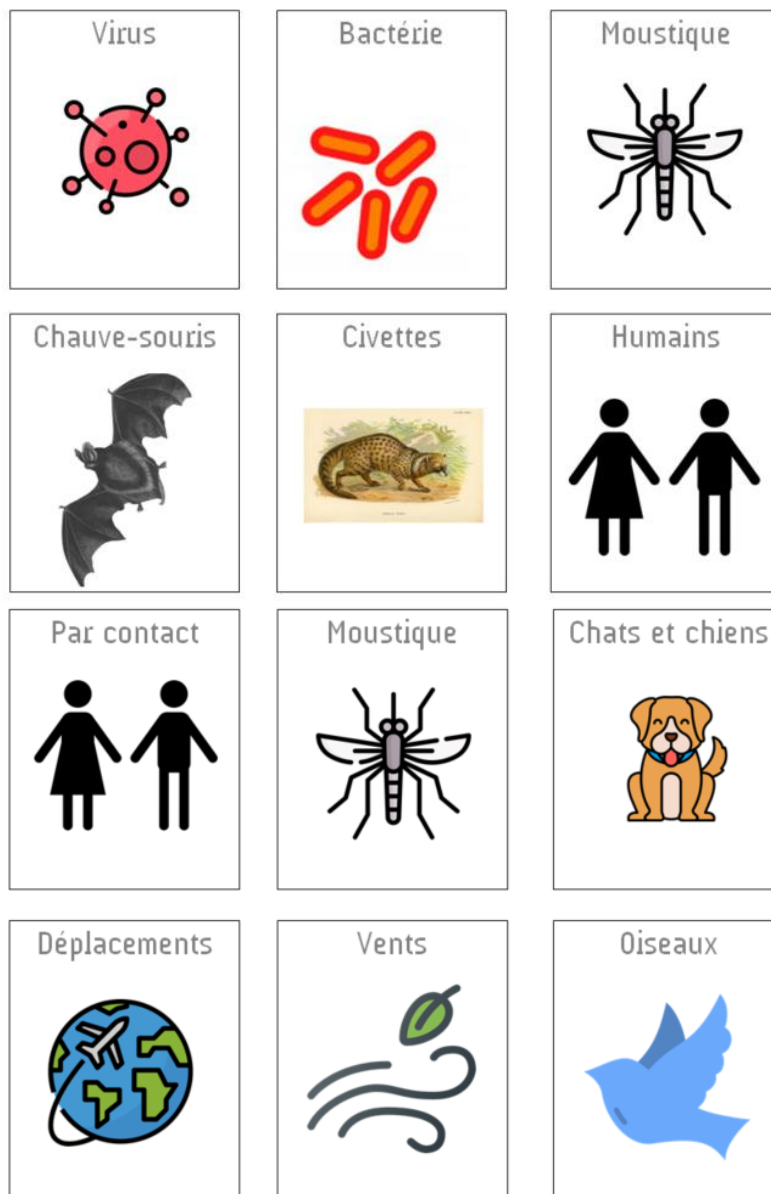 Virus
Bactérie
Moustique
Chauve-souris
Civettes
Humains
Par contact
Moustique
Chats et chiens
Déplacements
Vents
Oiseaux